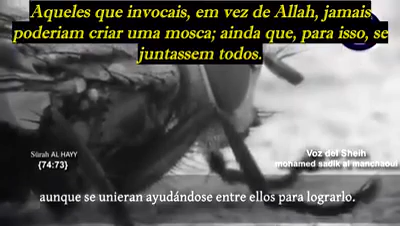 Aqueles que invocais, em vez de Allah, jamais
poderiam criar uma mosca; ainda que, para isso, se
juntassem todos.
Sūrah AL HAYY
{74:73}
Voz del Sheih
mohamed sadik al manchaoui
aunque se unieran ayudándose entre ellos para lograrlo.